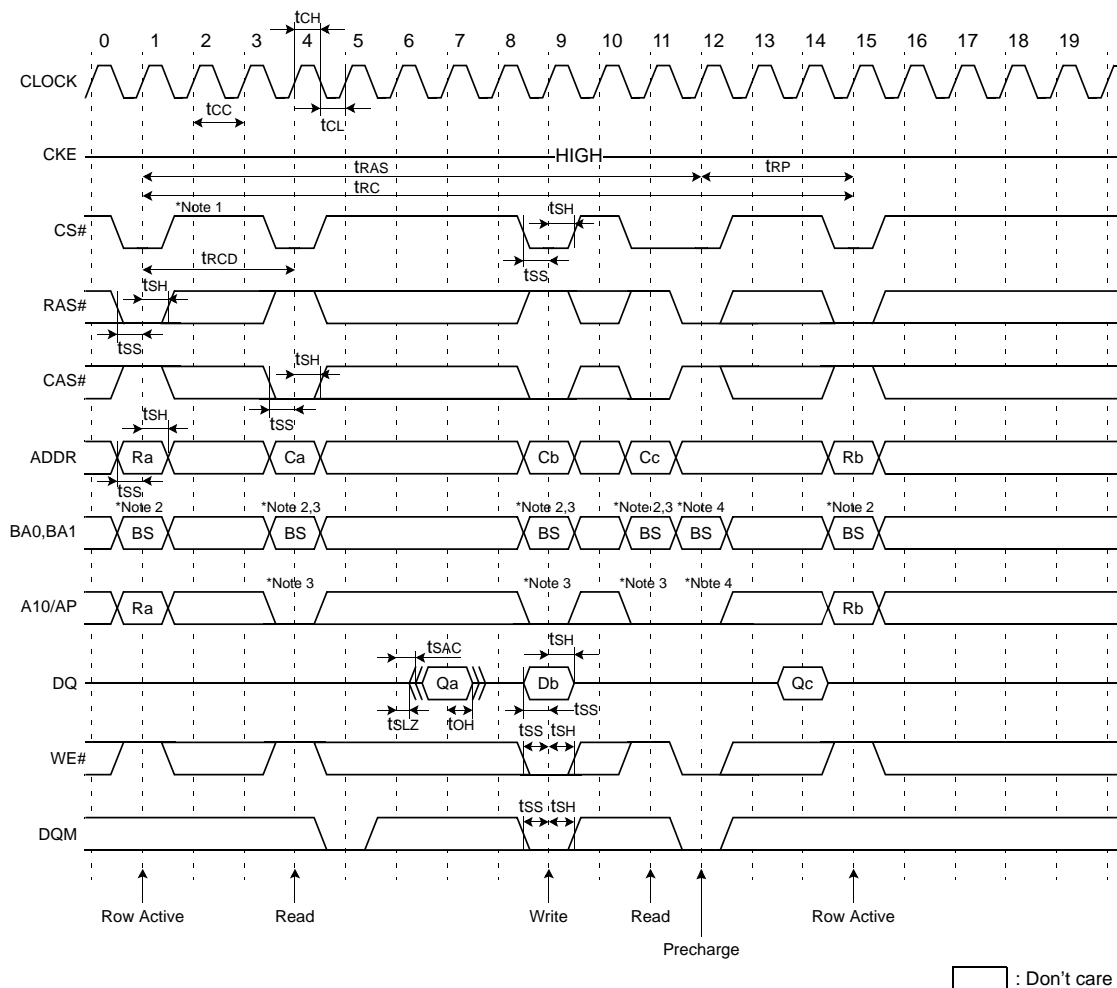 tCH
0 1 2 3 4 5 6 7 8 9 10 11 12 13 14 15 16 17 18 19
CLOCK
tCC
tCL
CKE
HIGH
tRAS
tRP
tRC
*Note 1
tSH
CS#
tRCD
tSS
tSH
RAS#
tSS
tSH
CAS#
tSS
tSH
ADDR
Ra Ca Cb Cc Rb
tSS
*Note 2 *Note 2,3 *Note 2,3 *Note 2,3 *Note 4 *Note 2
BA0,BA1
BS BS BS BS BS BS
*Note 3 *Note 3 *Note 3 *Note 4
A10/AP
Ra Rb
tSAC
tSH
DQ
Qa Db Qc
tSLZ
tOH
tSS
tSS tSH
WE#
tSS tSH
DQM
Row Active Read Write Read Row Active
Precharge
: Don't care